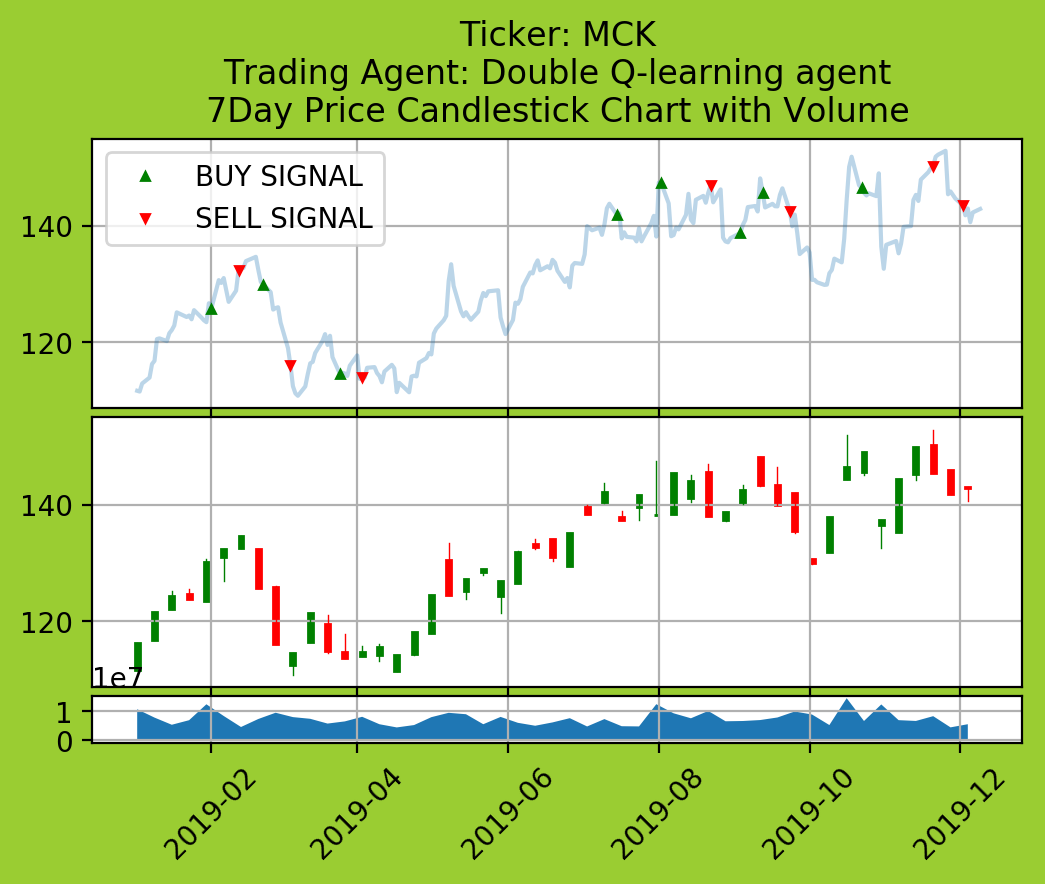 Ticker: MCK
Trading Agent: Double Q-learning agent
7Day Price Candlestick Chart with Volume
BUY SIGNAL
SELL SIGNAL
140
120
140
120
1e7
1
0
2019-02
2019-04
2019-06
2019-08
2019-10
2019-12